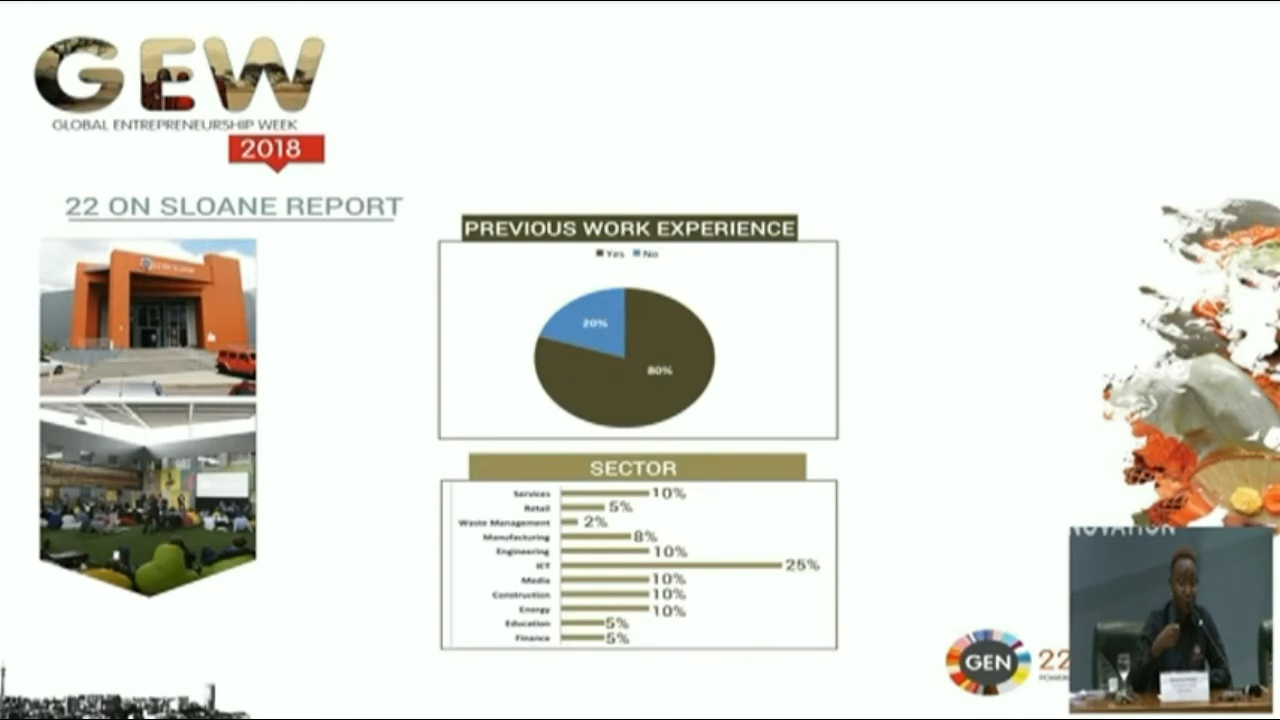 GEW
GLOBAL ENTREPRENEURSHIP WEEK
2018
22 ON SLOANE REPORT
PREVIOUS WORK EXPERIENCE
Yes No
20%
80%
SECTOR
Services 10%
Retail 5%
Waste Management 2%
Manufacturing 8%
Engineering 10%
ICT 25%
Media 10%
Construction 10%
Energy 10%
Education 5%
Finance 5%
GEN
22